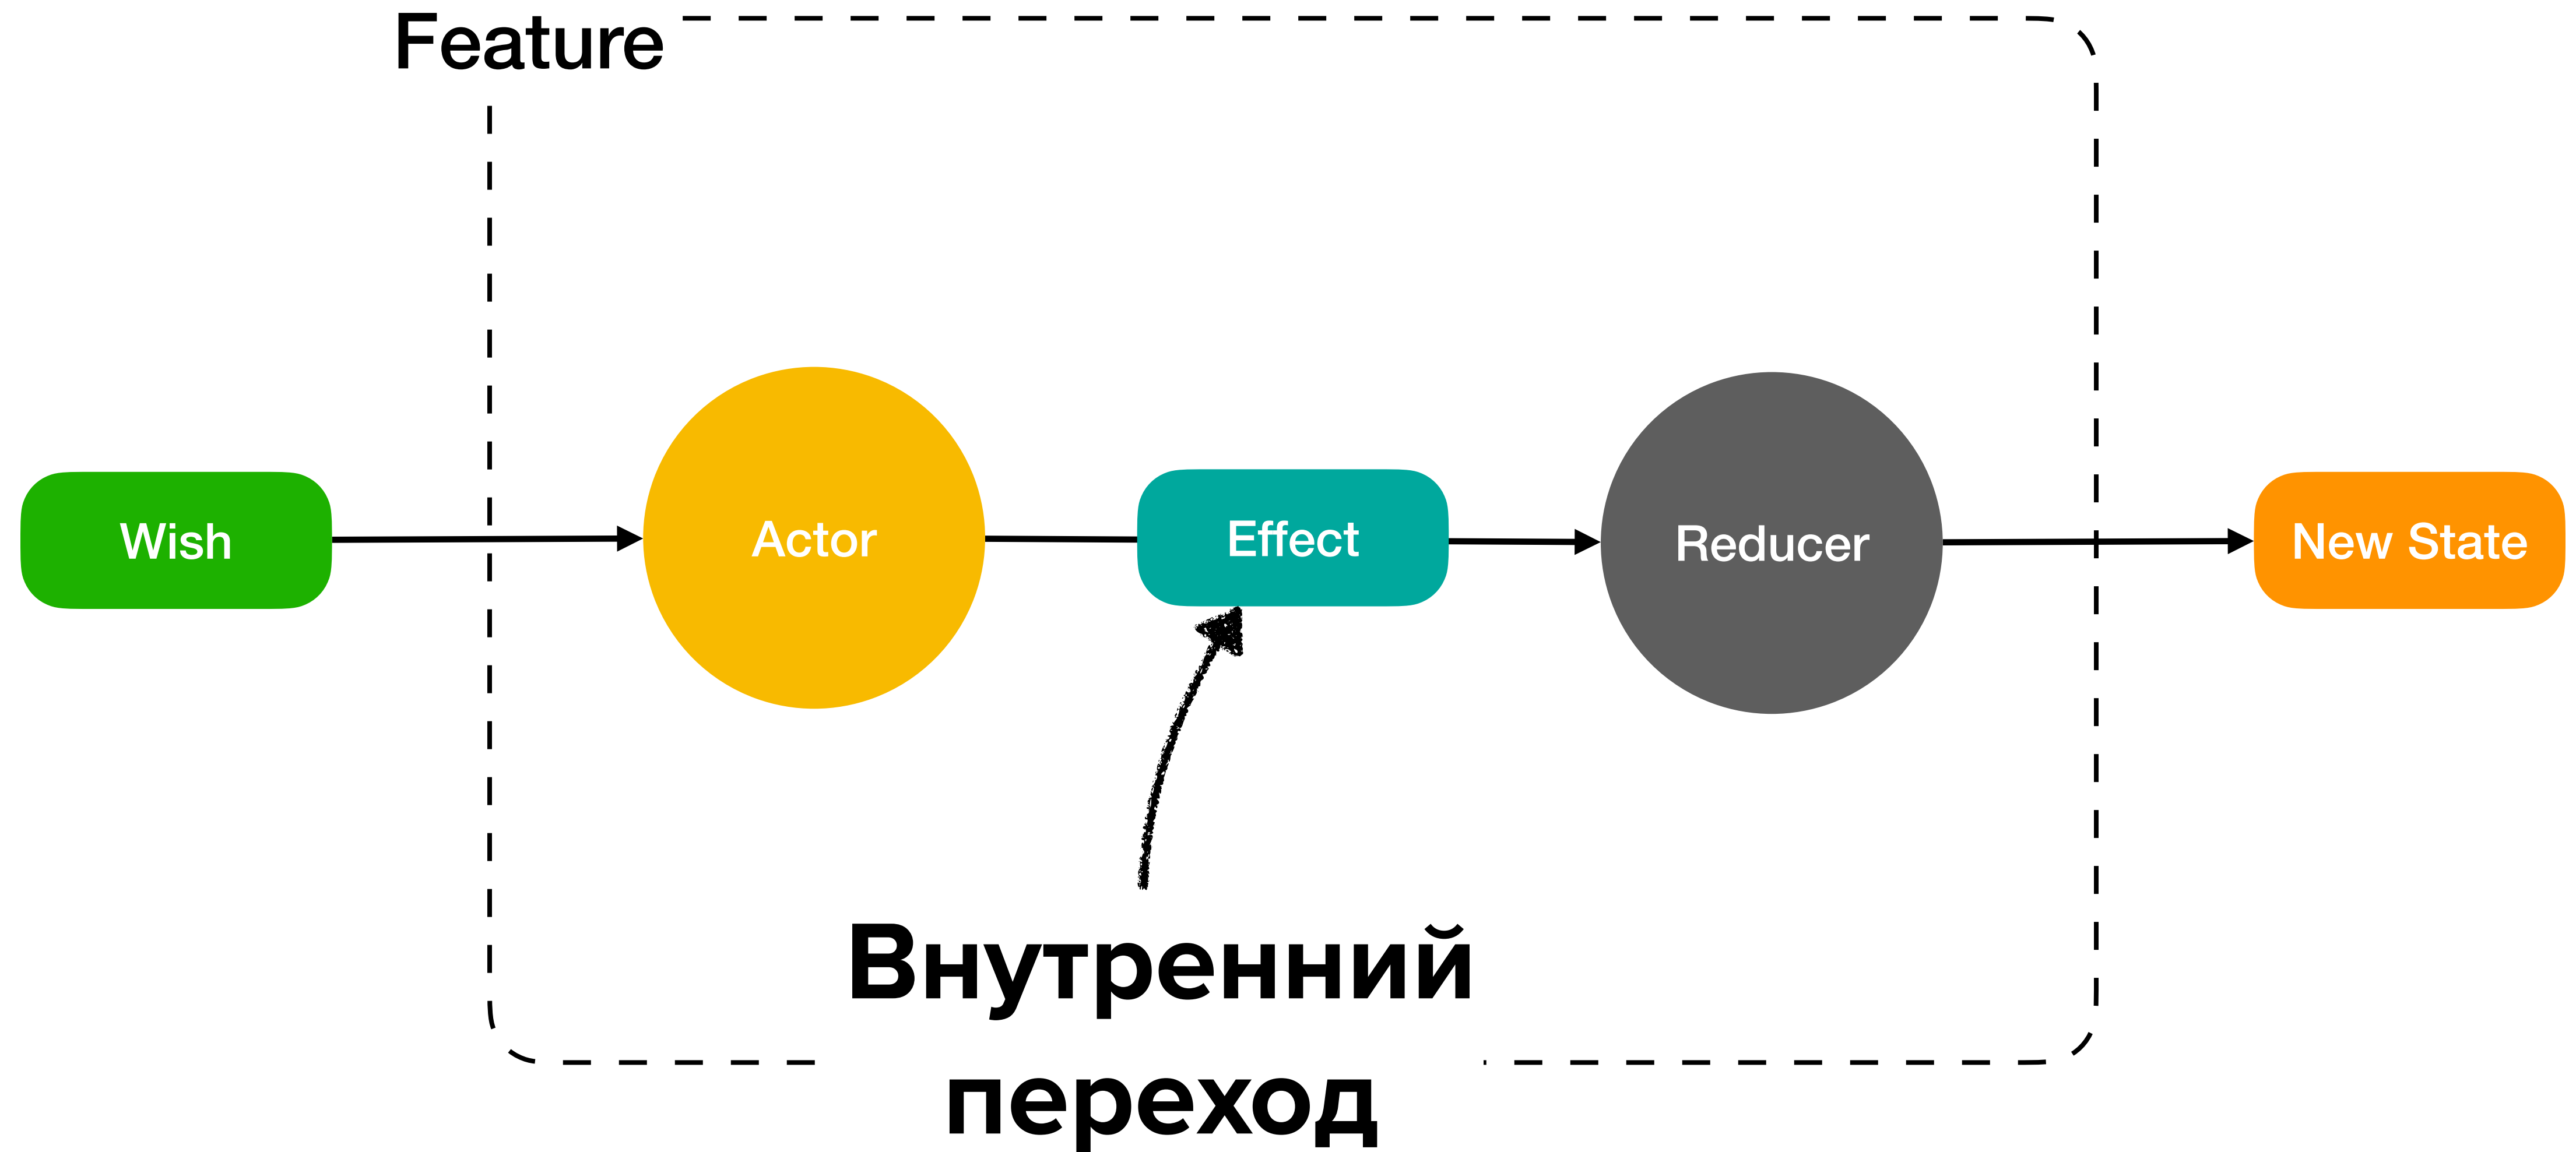 Feature
Wish
Actor
Effect
Reducer
New State
Внутренний
переход